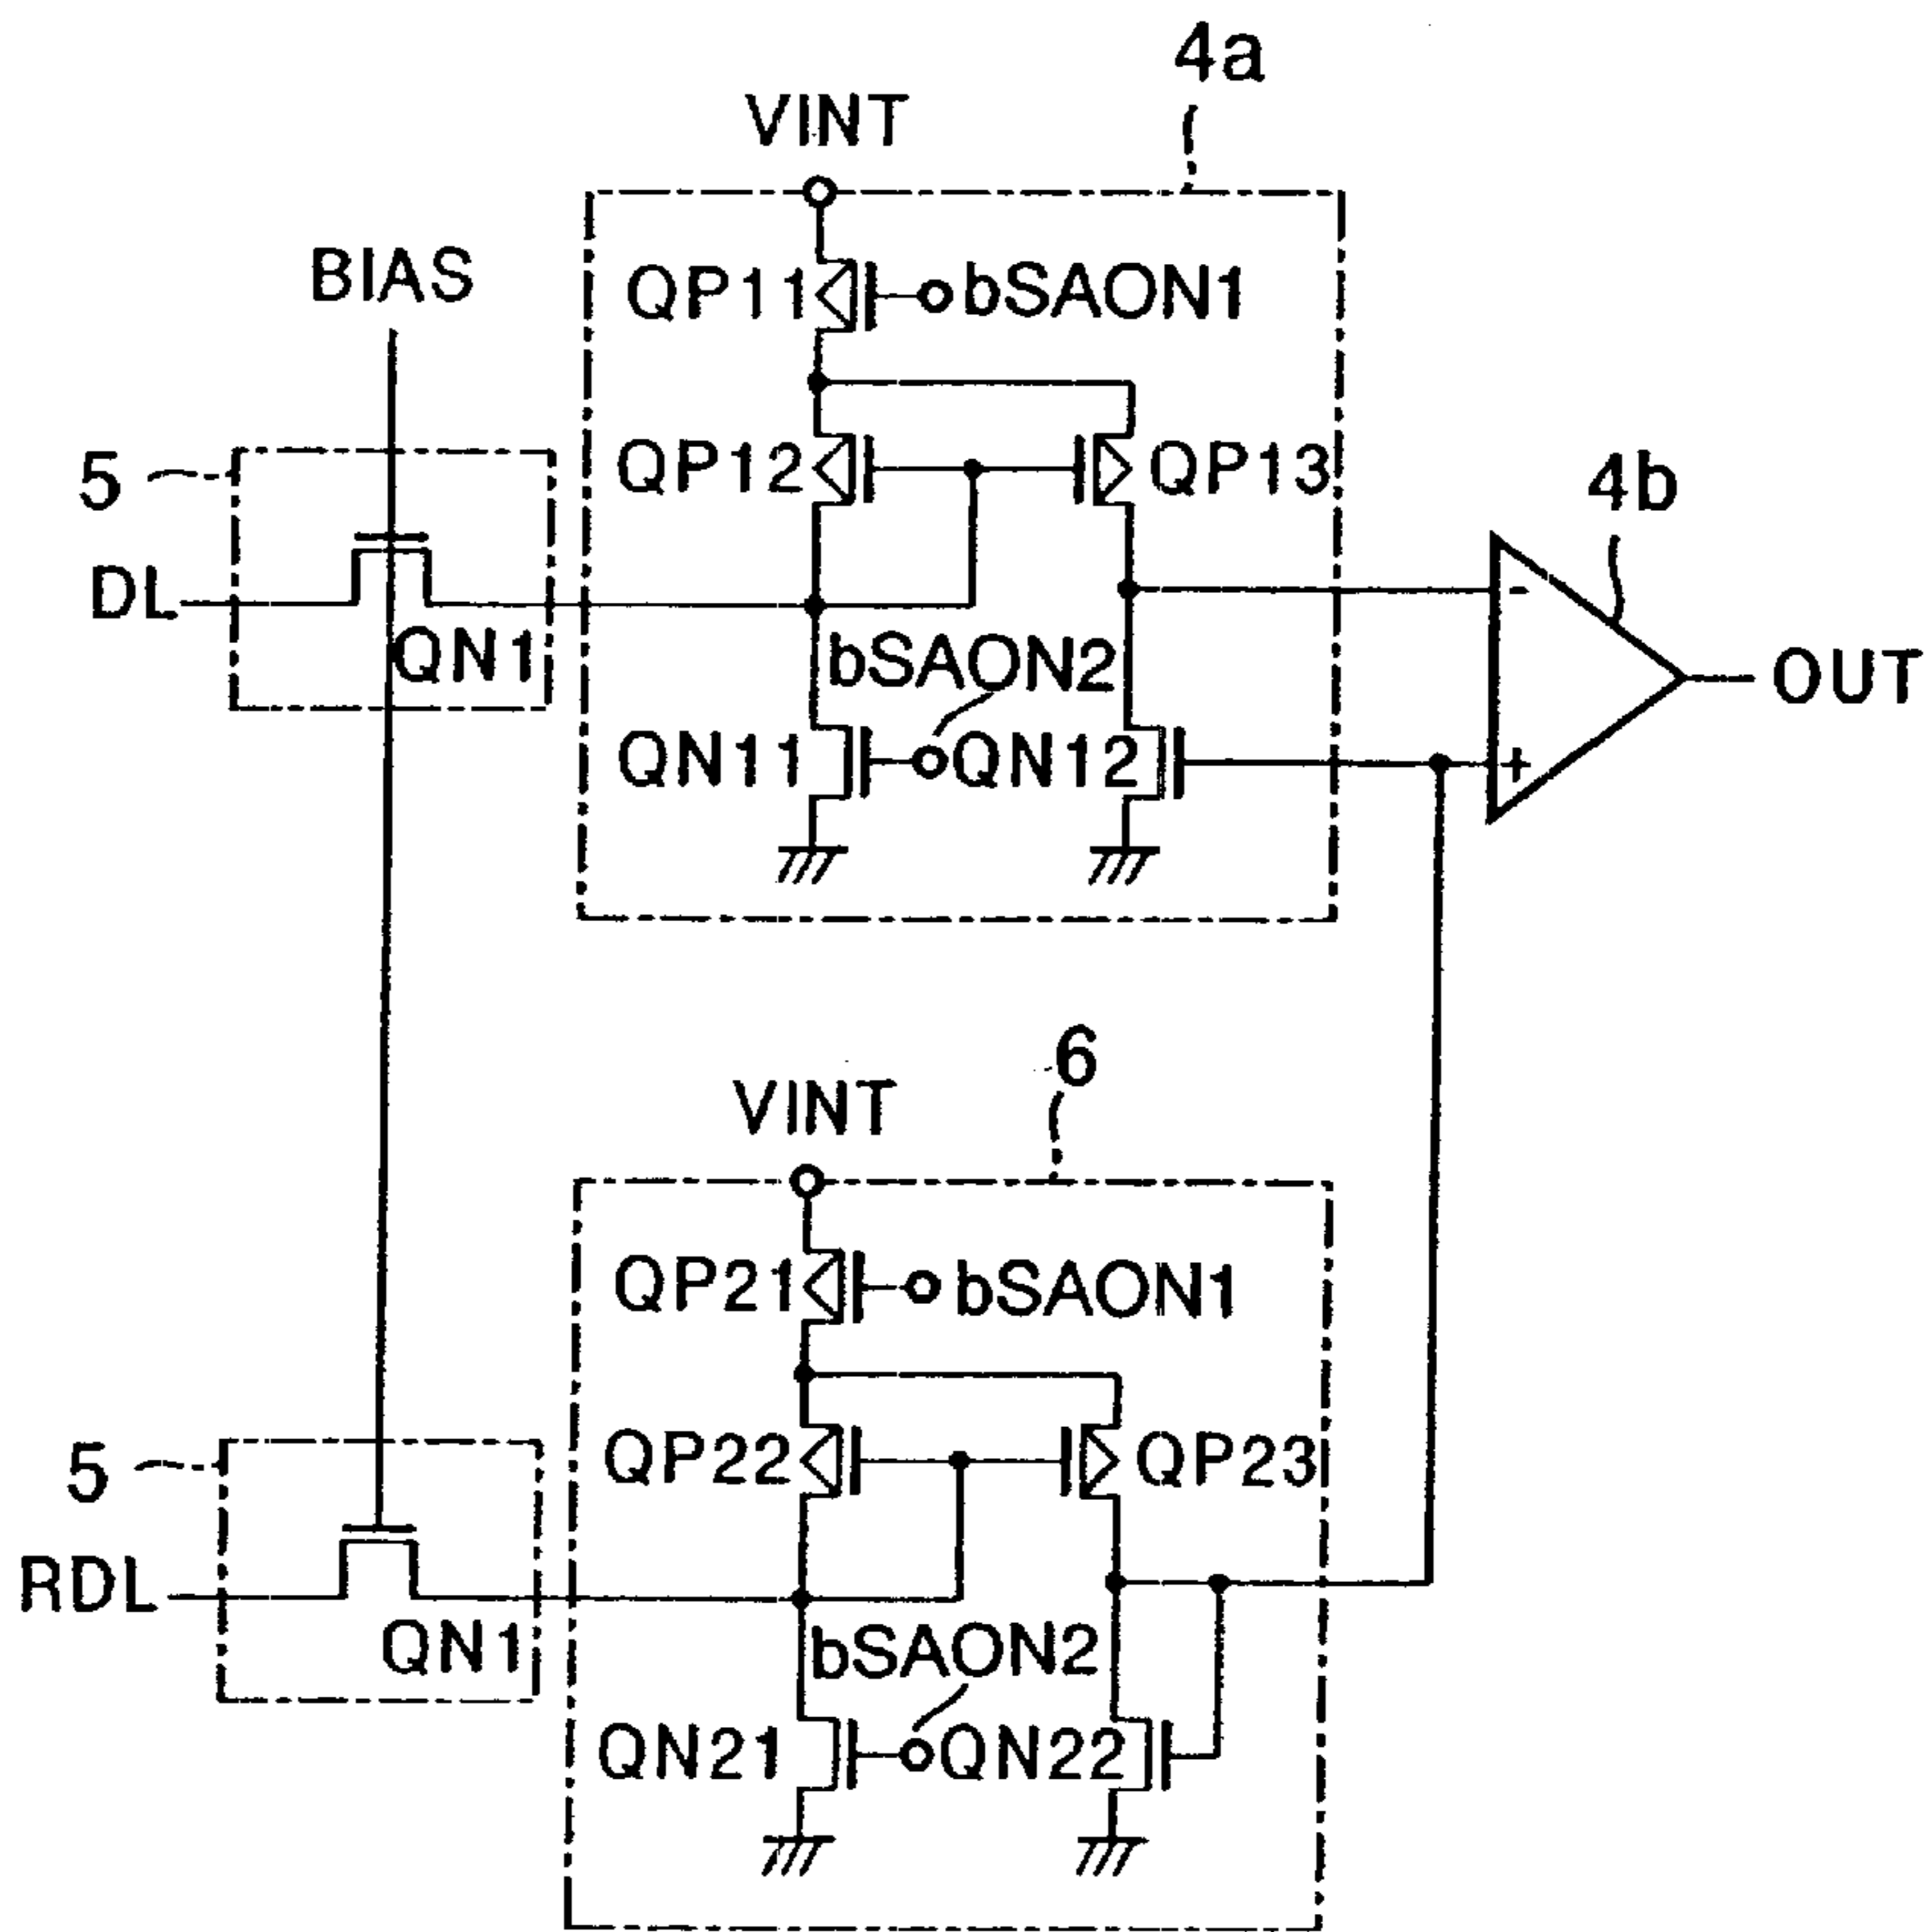 4a
VINT
BIAS
QP11
bSAON1
5
QP12
QP13
4b
DL
-
QN1
bSAON2
OUT
QN11
QN12
+
6
VINT
QP21
bSAON1
5
QP22
QP23
RDL
QN1
bSAON2
QN21
QN22